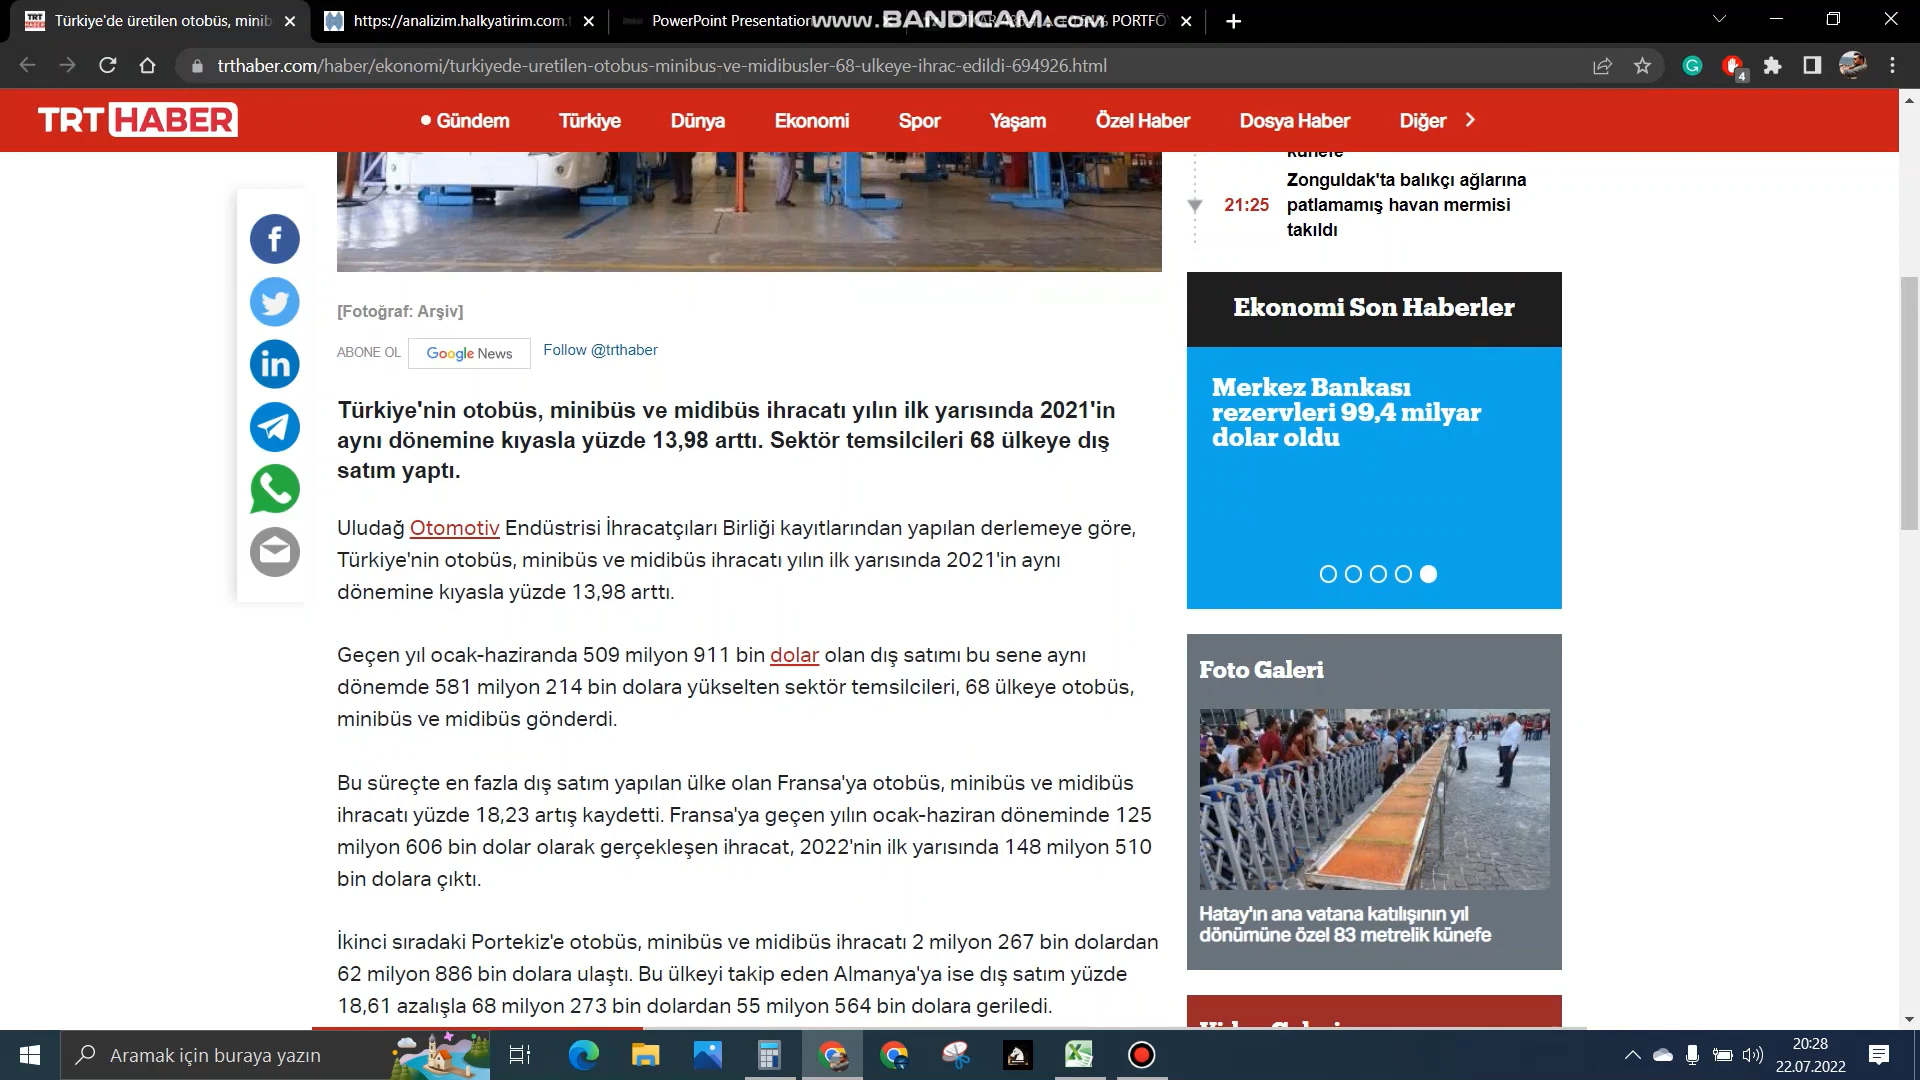 Türkiye'de üretilen otobüs, minib
https://analizim.halkyatirim.com.t
PowerPoint Presentation
www.BANDICAM.com
PORTFÖ
trthaber.com/haber/ekonomi/turkiyede-uretilen-otobus-minibus-ve-midibusler-68-ulkeye-ihrac-edildi-694926.html
4
TRT HABER
Gündem
Türkiye
Dünya
Ekonomi
Spor
Yaşam
Özel Haber
Dosya Haber
Diğer
künefe
21:25
Zonguldak'ta balıkçı ağlarına
patlamamış havan mermisi
takıldı
[Fotoğraf: Arşiv]
ABONE OL Google News Follow @trthaber
Türkiye'nin otobüs, minibüs ve midibüs ihracatı yılın ilk yarısında 2021'in
aynı dönemine kıyasla yüzde 13,98 arttı. Sektör temsilcileri 68 ülkeye dış
satım yaptı.
Uludağ Otomotiv Endüstrisi İhracatçıları Birliği kayıtlarından yapılan derlemeye göre,
Türkiye'nin otobüs, minibüs ve midibüs ihracatı yılın ilk yarısında 2021'in aynı
dönemine kıyasla yüzde 13,98 arttı.
Geçen yıl ocak-haziranda 509 milyon 911 bin dolar olan dış satımı bu sene aynı
dönemde 581 milyon 214 bin dolara yükselten sektör temsilcileri, 68 ülkeye otobüs,
minibüs ve midibüs gönderdi.
Bu süreçte en fazla dış satım yapılan ülke olan Fransa'ya otobüs, minibüs ve midibüs
ihracatı yüzde 18,23 artış kaydetti. Fransa'ya geçen yılın ocak-haziran döneminde 125
milyon 606 bin dolar olarak gerçekleşen ihracat, 2022'nin ilk yarısında 148 milyon 510
bin dolara çıktı.
İkinci sıradaki Portekiz'e otobüs, minibüs ve midibüs ihracatı 2 milyon 267 bin dolardan
62 milyon 886 bin dolara ulaştı. Bu ülkeyi takip eden Almanya'ya ise dış satım yüzde
18,61 azalışla 68 milyon 273 bin dolardan 55 milyon 564 bin dolara geriledi.
Ekonomi Son Haberler
Merkez Bankası
rezervleri 99,4 milyar
dolar oldu
Foto Galeri
Hatay'ın ana vatana katılışının yıl
dönümüne özel 83 metrelik künefe
Aramak için buraya yazın
20:28
22.07.2022